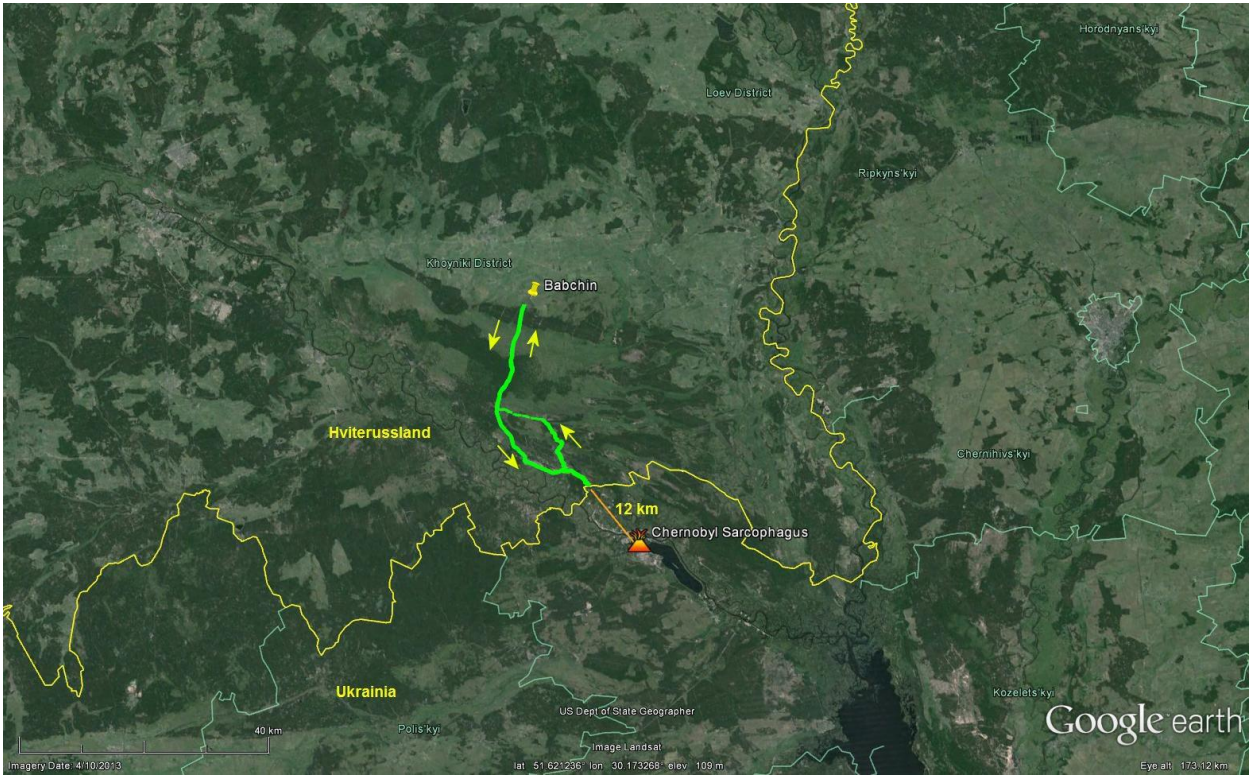 Horodnyans'kyi
Loev District
Ripkyns'kyi
Khoyniki District
Babchin
Hviterussland
Chernihivs'kyi
12 km
Chernobyl Sarcophagus
Ukrainia
Kozelets'kyi
US Dept of State Geographer
Polis'kyi
Google earth
40 km
Image Landsat
Imagery Date: 4/10/2013
lat 51.621236° lon 30.173268° elev 109 m
Eye alt 173.12 km